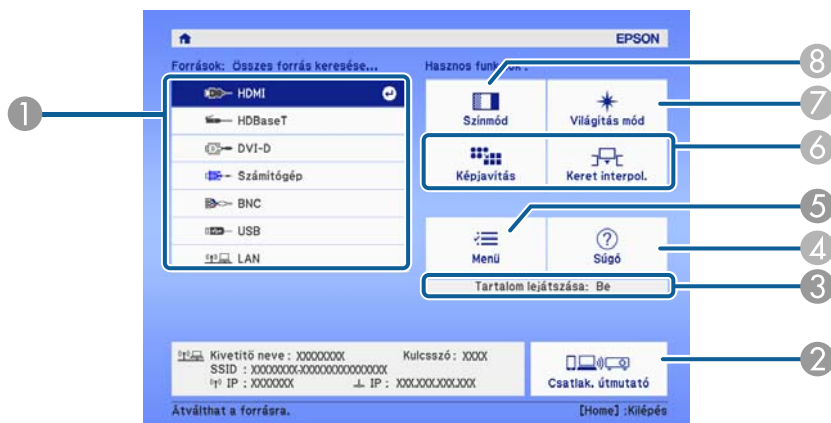 EPSON
Források: Összes forrás keresése...
Hasznos
HDMI
HDBaseT
DVI-D
Számítógép
BNC
USB
LAN
Színmód
Világítás mód
Képjavítás
Keret interpol.
Menü
Súgó
Tartalom lejátszása: Be
Kivetítő neve : XXXXXXXX Kulcsszó : XXXX
SSID : XXXXXXXX-XXXXXXXXXXXXXX
IP : XXXXXXX IP : XXX.XXX.XXX.XXX
Csatlak. útmutató
Átválthat a forrásra.
[Home] :Kilépés
1
8
7
6
5
4
3
2